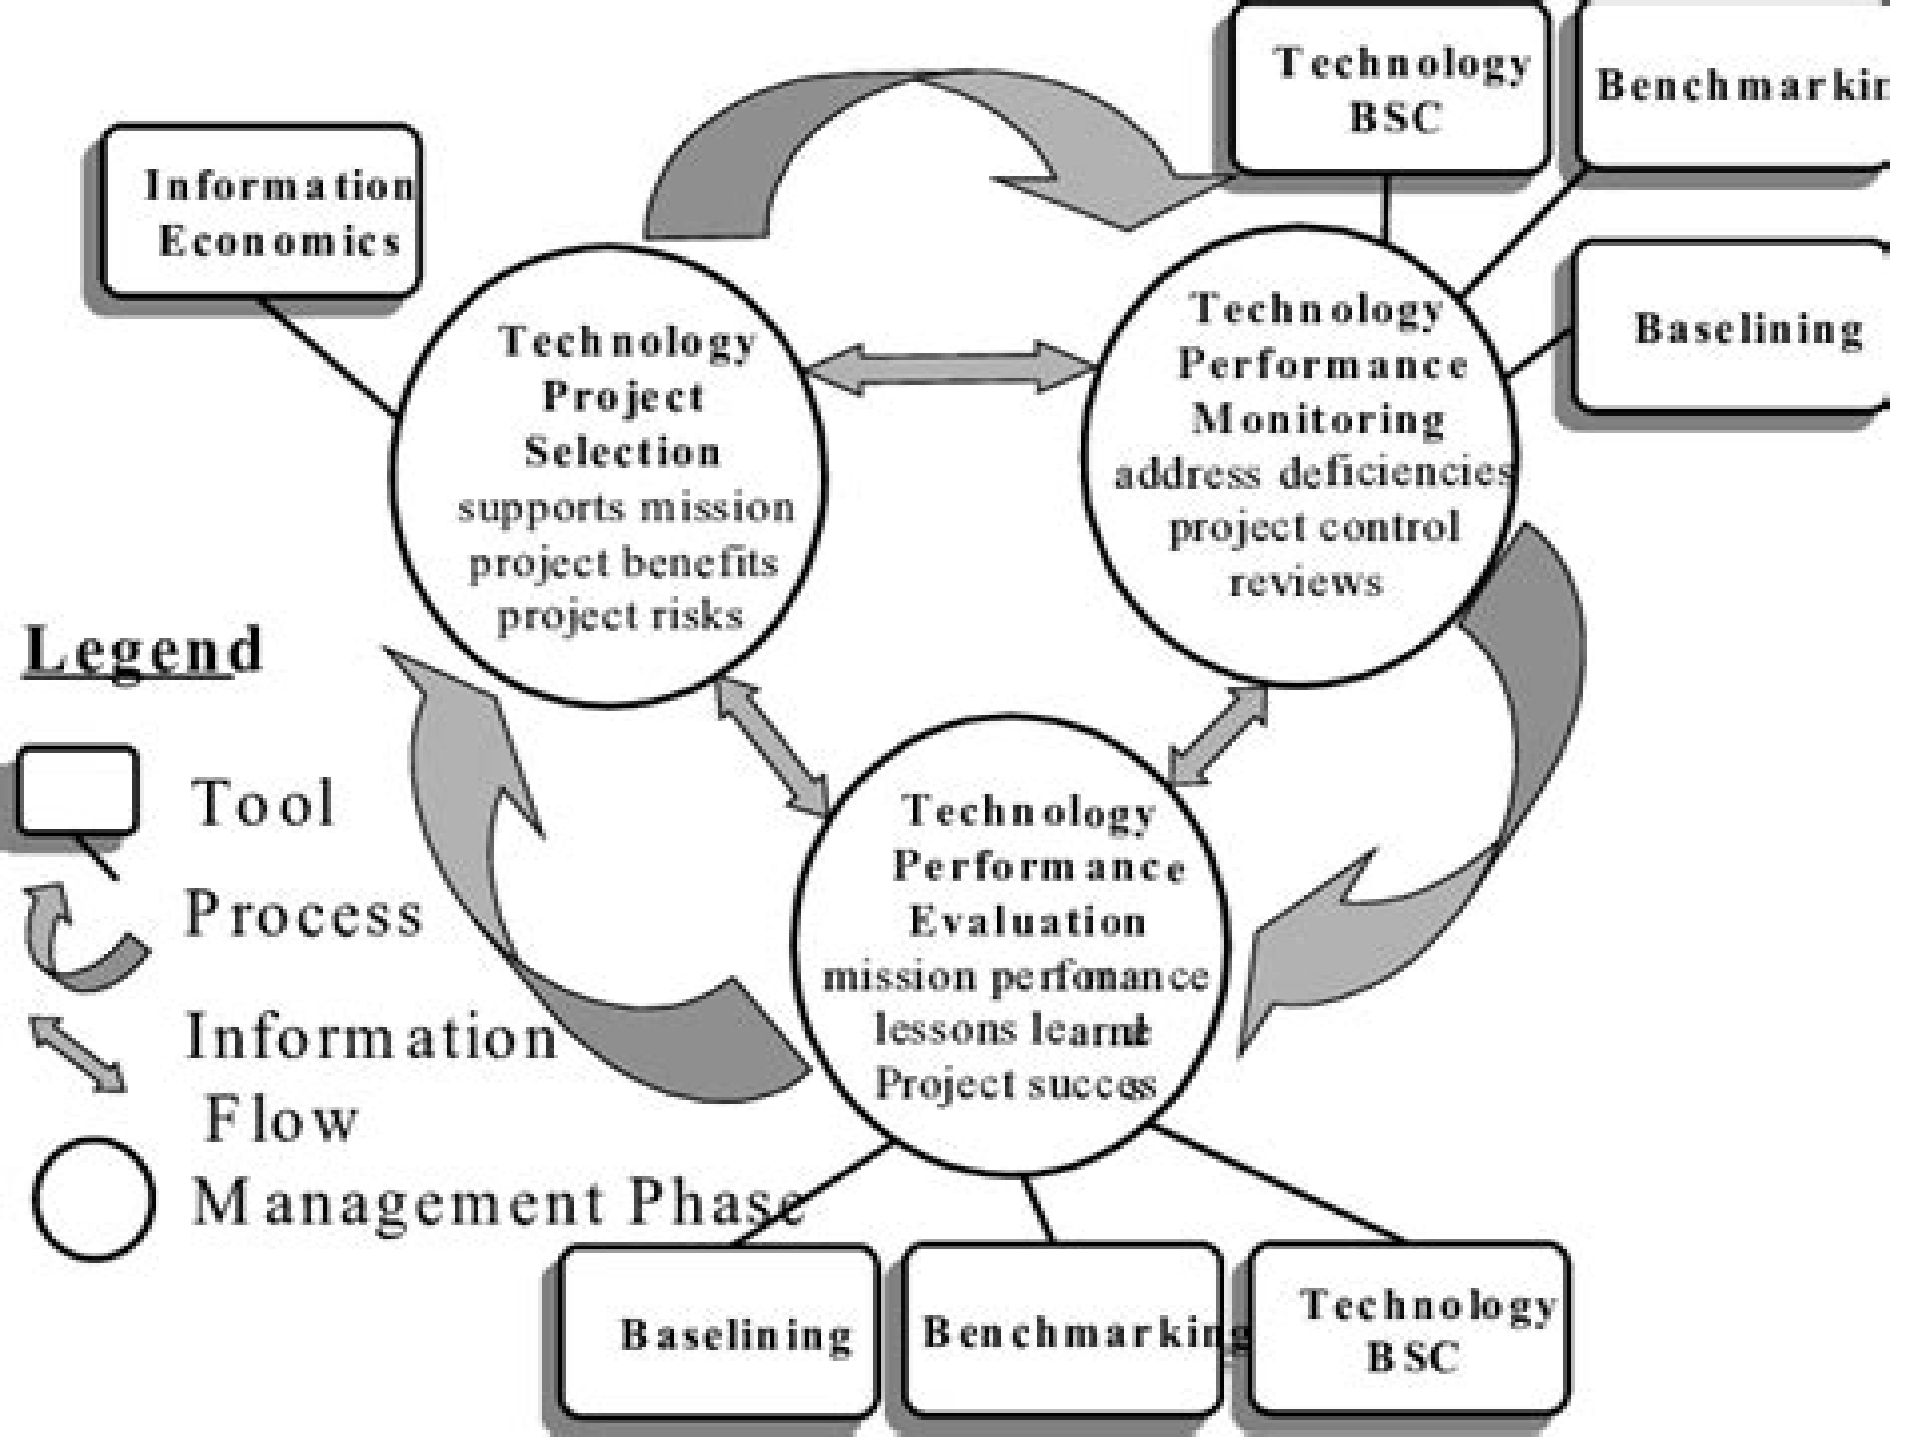 Technology
BSC
Benchmarkin
Information
Economics
Baselining
Technology
Project
Selection
supports mission
project benefits
project risks
Technology
Performance
Monitoring
address deficiencies
project control
reviews
Technology
Performance
Evaluation
mission perfomance
lessons learnt
Project success
Legend
Tool
Process
Information
Flow
Management Phase
Baselining
Benchmarking
Technology
BSC